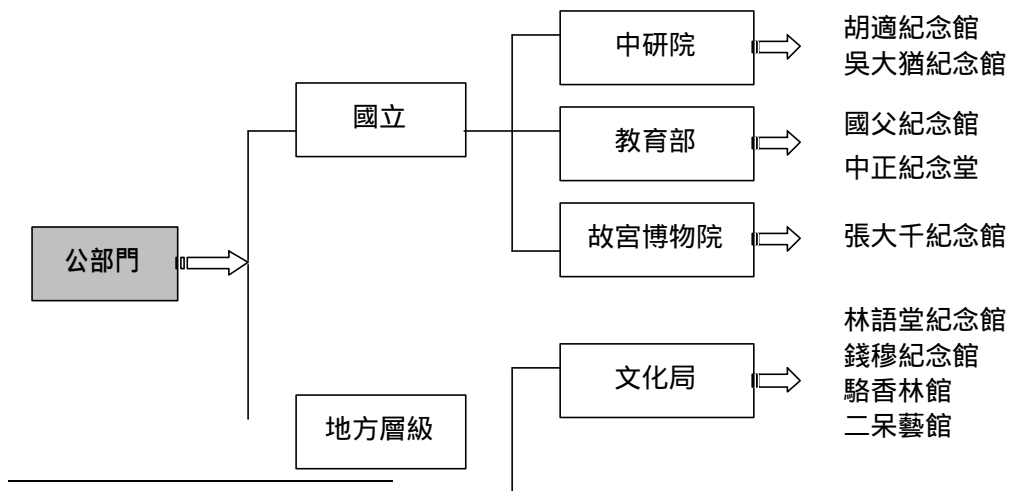 公部門
國立
中研院
胡適紀念館
吳大猶紀念館
教育部
國父紀念館
中正紀念堂
故宮博物院
張大千紀念館
地方層級
文化局
林語堂紀念館
錢穆紀念館
駱香林館
二呆藝館